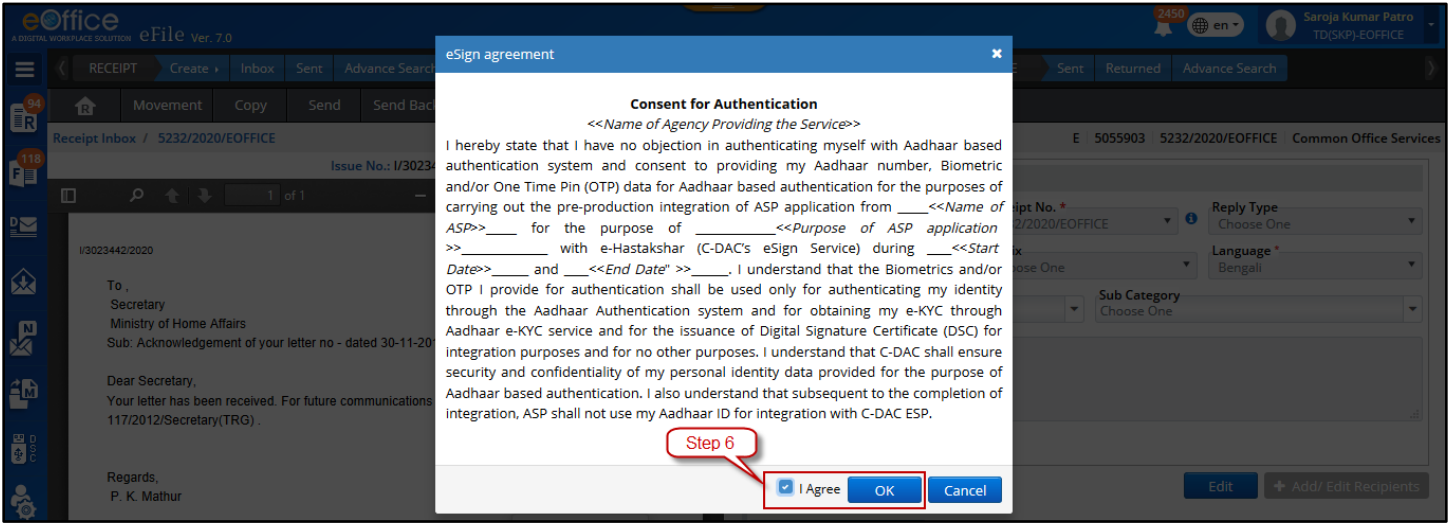 eOffice
A DIGITAL WORKPLACE SOLUTION eFile Ver. 7.0
2450
en
Saroja Kumar Patro
TD(SKP)-EOFFICE
RECEIPT Create Inbox Sent Advance Search
E Sent Returned Advance Search
94
R
Movement Copy Send Send Back
Receipt Inbox / 5232/2020/EOFFICE
E 5055903 5232/2020/EOFFICE Common Office Services
118
F
Issue No.: I/30234
1 of 1
eipt No. * Reply Type
32/2020/EOFFICE Choose One
D
I/3023442/2020
ix Language *
oose One Bengali
To ,
Secretary
Ministry of Home Affairs
Sub: Acknowledgement of your letter no - dated 30-11-201
Sub Category
Choose One
N
Dear Secretary,
Your letter has been received. For future communications
117/2012/Secretary(TRG) .
M
D
S
C
Regards,
P. K. Mathur
Edit + Add/ Edit Recipients
eSign agreement
Consent for Authentication
<<Name of Agency Providing the Service>>
I hereby state that I have no objection in authenticating myself with Aadhaar based
authentication system and consent to providing my Aadhaar number, Biometric
and/or One Time Pin (OTP) data for Aadhaar based authentication for the purposes of
carrying out the pre-production integration of ASP application from _____<<Name of
ASP>>_____ for the purpose of _____________<<Purpose of ASP application
>>______________ with e-Hastakshar (C-DAC's eSign Service) during ____<<Start
Date>>______ and ____<<End Date" >>______. I understand that the Biometrics and/or
OTP I provide for authentication shall be used only for authenticating my identity
through the Aadhaar Authentication system and for obtaining my e-KYC through
Aadhaar e-KYC service and for the issuance of Digital Signature Certificate (DSC) for
integration purposes and for no other purposes. I understand that C-DAC shall ensure
security and confidentiality of my personal identity data provided for the purpose of
Aadhaar based authentication. I also understand that subsequent to the completion of
integration, ASP shall not use my Aadhaar ID for integration with C-DAC ESP.
Step 6
I Agree OK Cancel